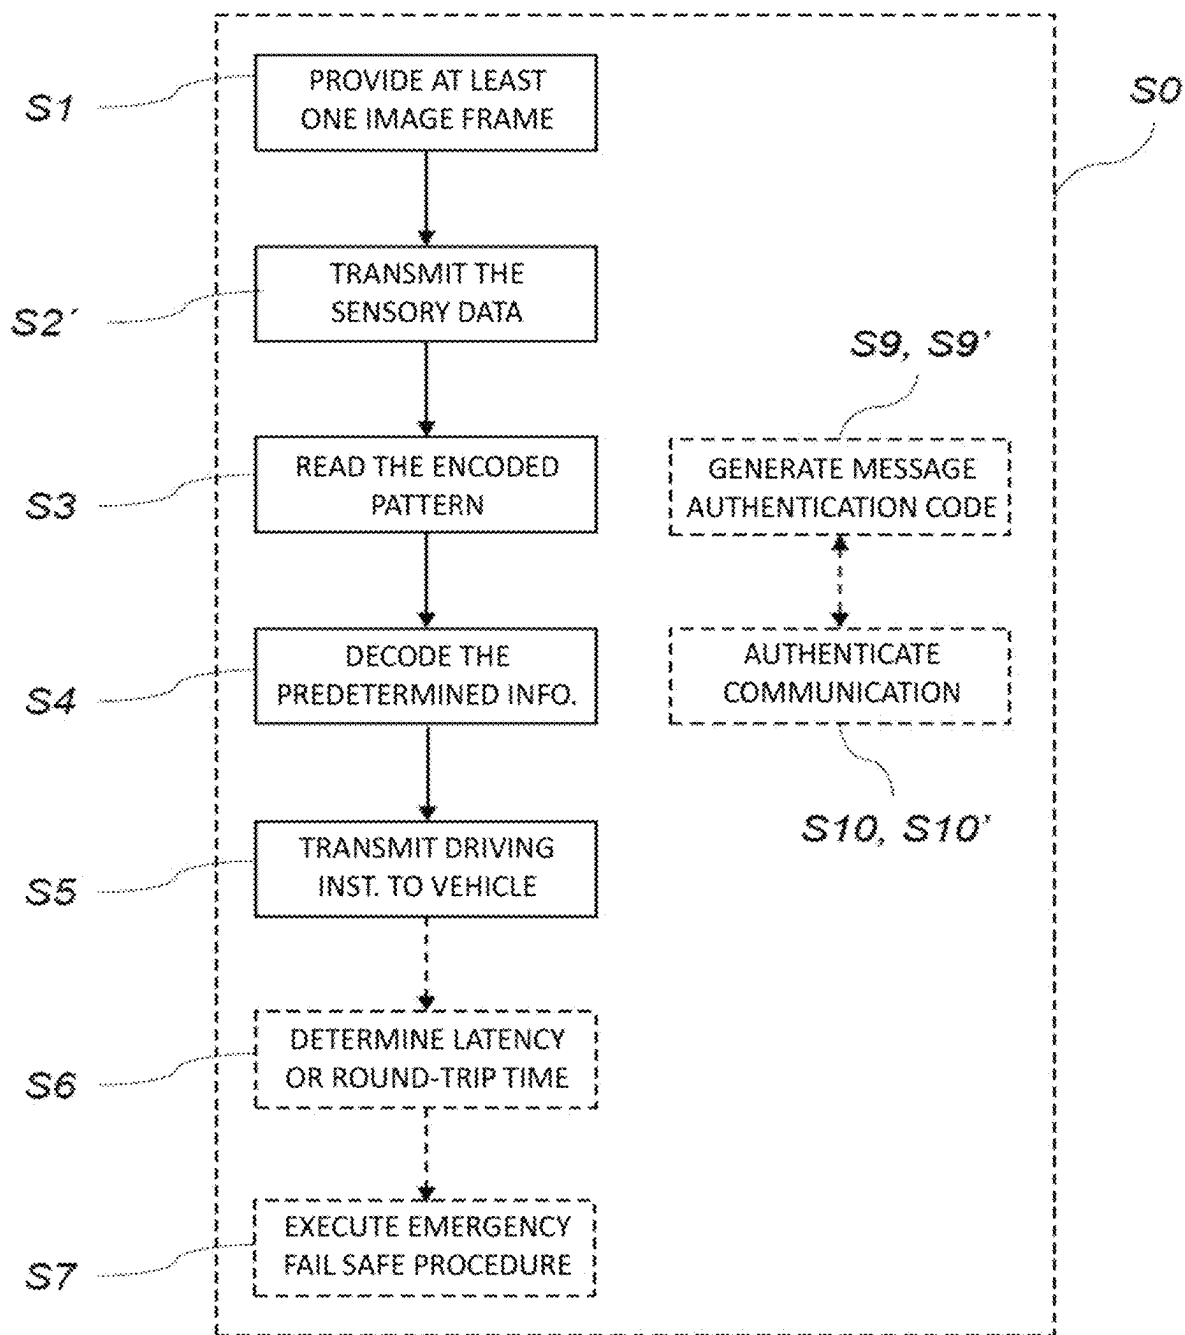 S1
PROVIDE AT LEAST
ONE IMAGE FRAME
S0
S2´
TRANSMIT THE
SENSORY DATA
S9, S9’
S3
READ THE ENCODED
PATTERN
GENERATE MESSAGE
AUTHENTICATION CODE
S4
DECODE THE
PREDETERMINED INFO.
AUTHENTICATE
COMMUNICATION
S10, S10’
S5
TRANSMIT DRIVING
INST. TO VEHICLE
S6
DETERMINE LATENCY
OR ROUND-TRIP TIME
S7
EXECUTE EMERGENCY
FAIL SAFE PROCEDURE